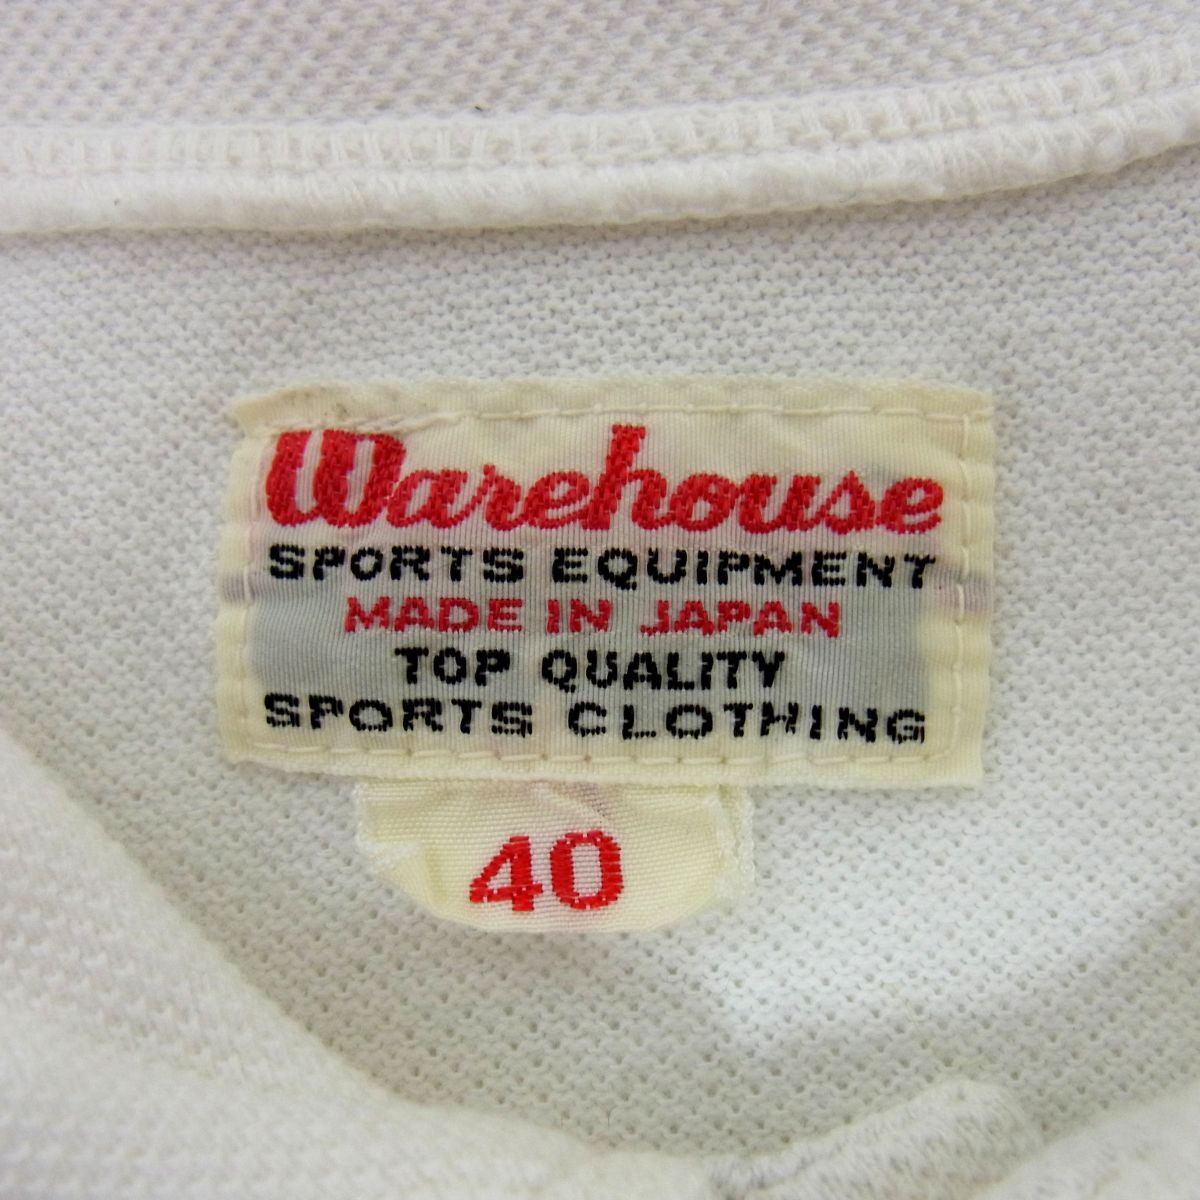 Warehouse
SPORTS EQUIPMENT
MADE IN JAPAN
TOP QUALITY
SPORTS CLOTHING
40